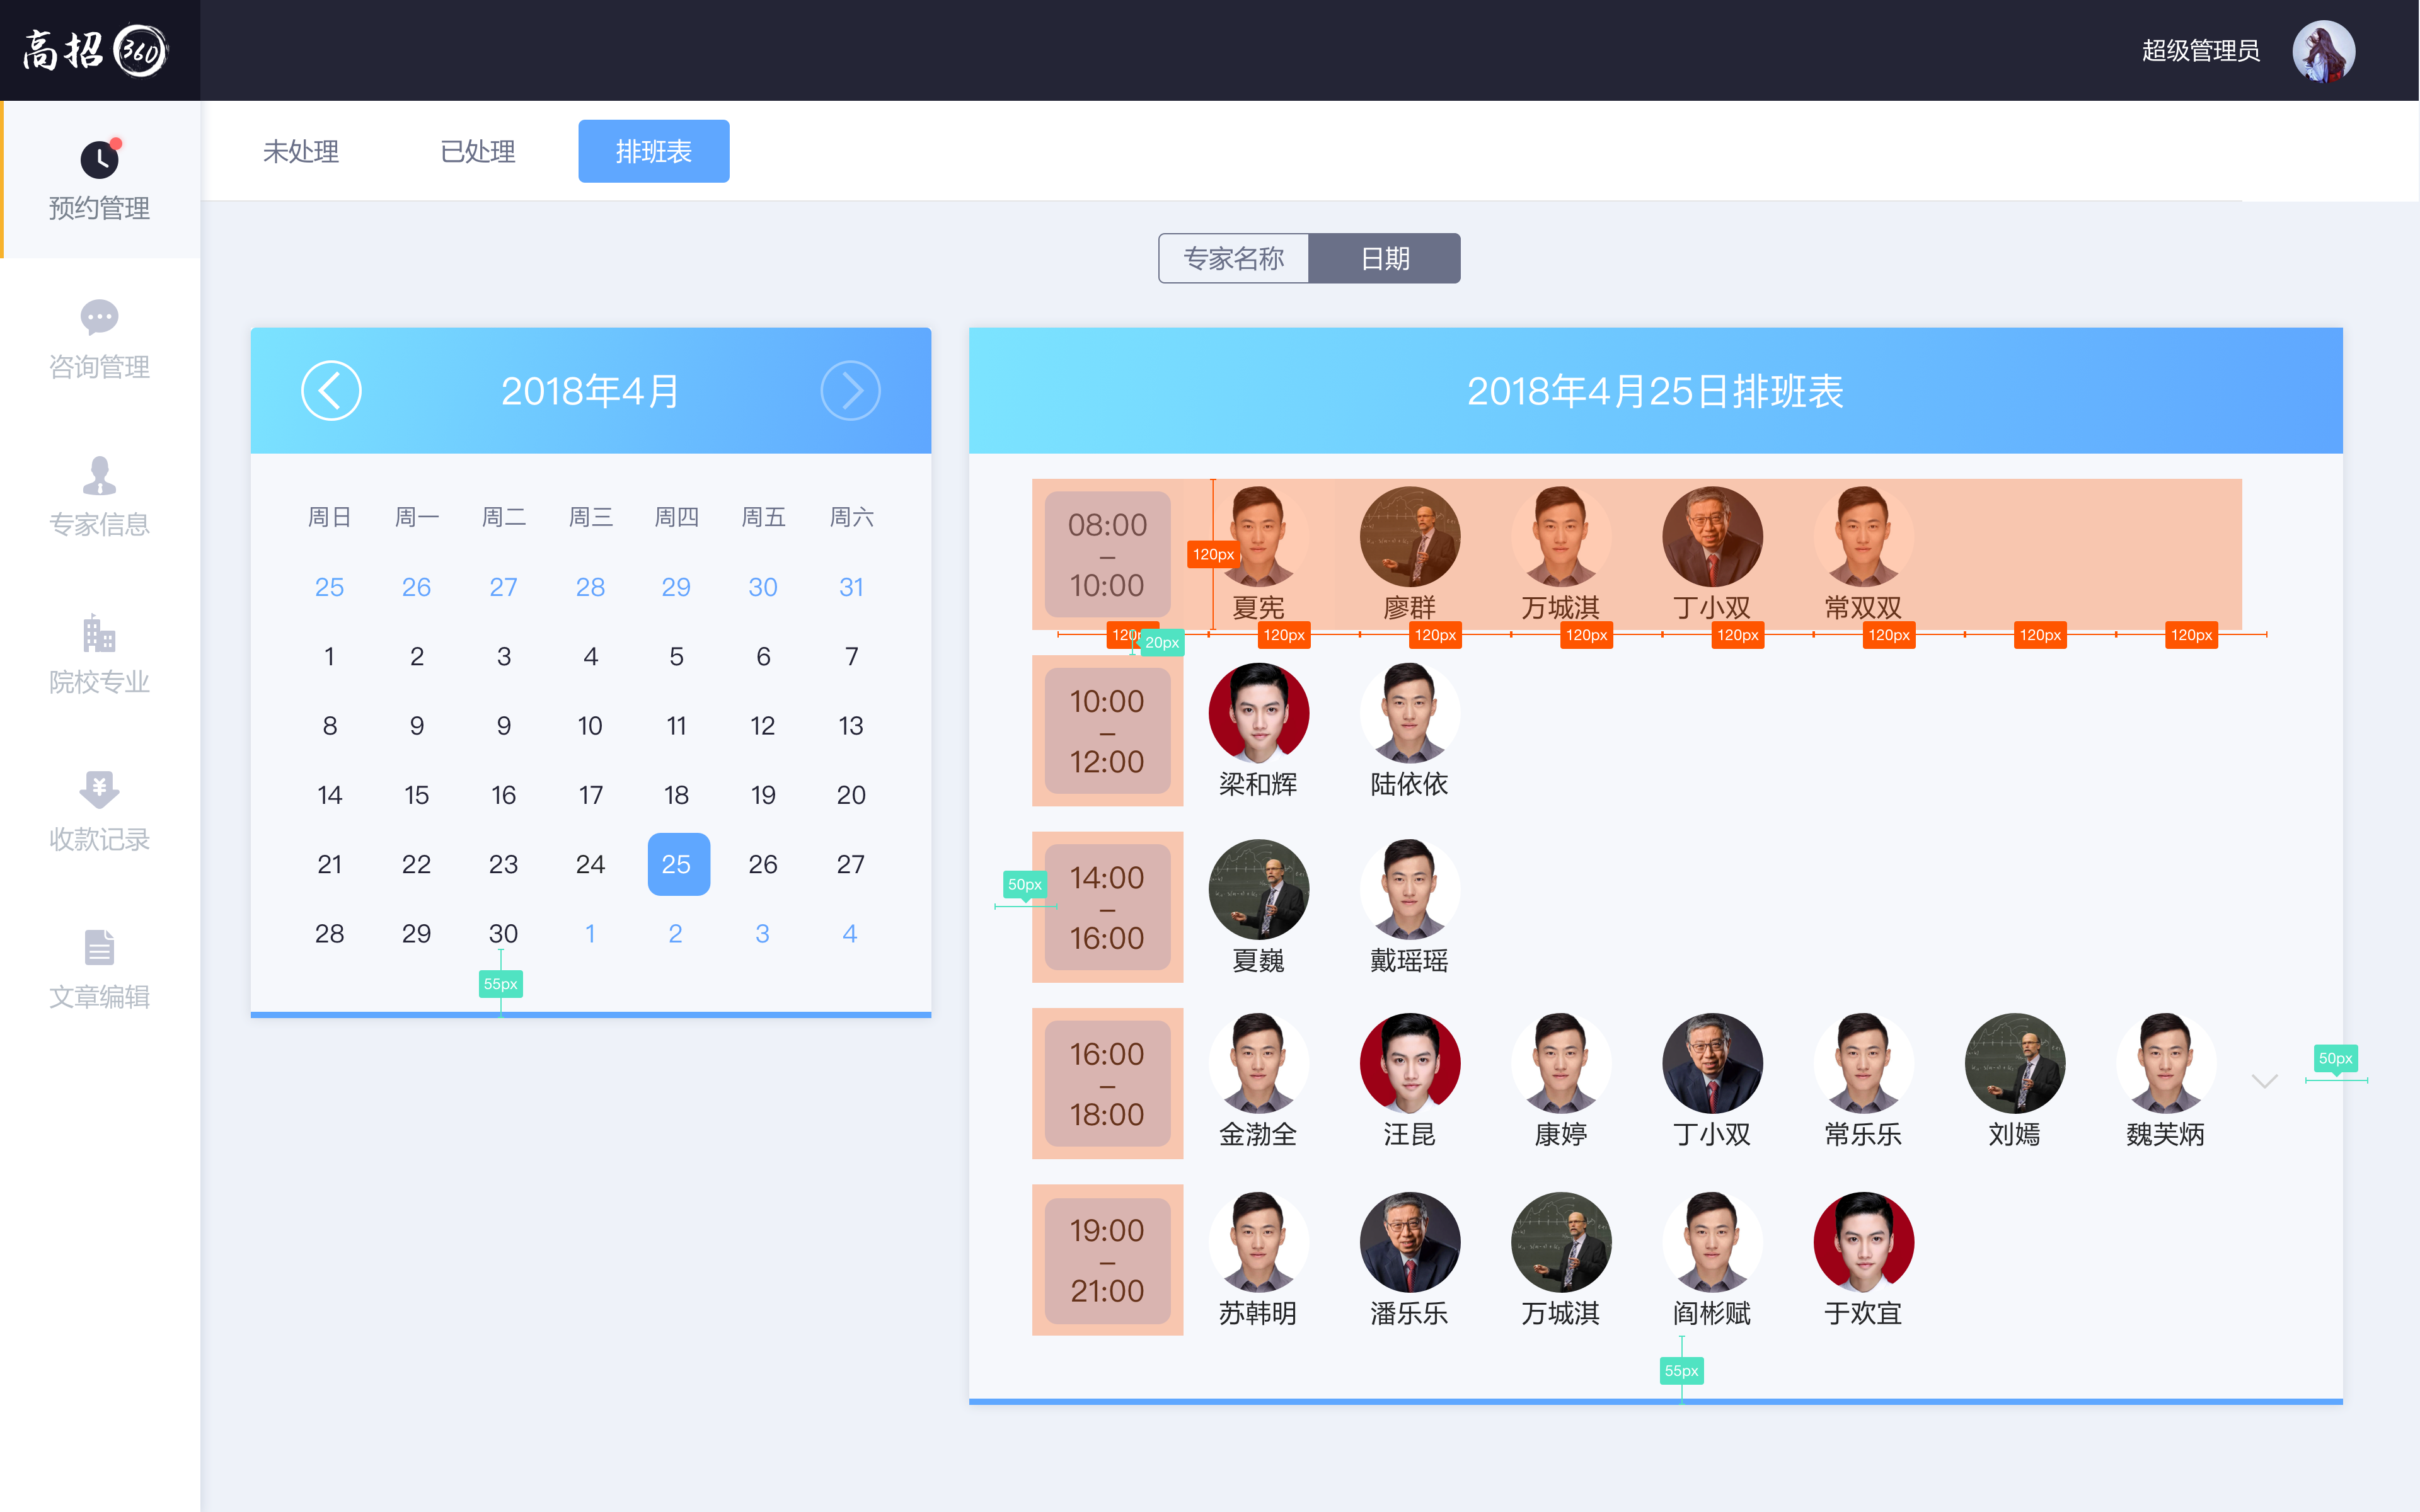 高招360
超级管理员
预约管理
咨询管理
专家信息
院校专业
收款记录
文章编辑
未处理 已处理 排班表
专家名称 日期
2018年4月
周日 周一 周二 周三 周四 周五 周六
25 26 27 28 29 30 31
1 2 3 4 5 6 7
8 9 9 10 11 12 13
14 15 16 17 18 19 20
21 22 23 24 25 26 27
28 29 30 1 2 3 4
55px
2018年4月25日排班表
08:00
–
10:00
120px
夏宪 廖群 万城淇 丁小双 常双双
120px 120px 120px 120px 120px 120px 120px
20px
10:00
–
12:00
梁和辉 陆依依
14:00
–
16:00
50px
夏巍 戴瑶瑶
16:00
–
18:00
金渤全 汪昆 康婷 丁小双 常乐乐 刘嫣 魏芙炳
50px
19:00
–
21:00
苏韩明 潘乐乐 万城淇 阎彬赋 于欢宜
55px